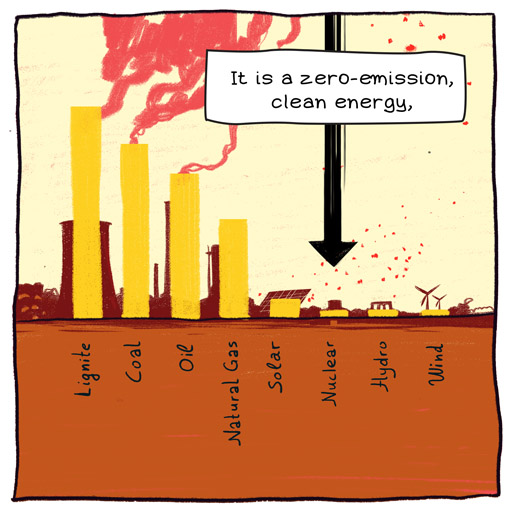 It is a zero-emission,
clean energy,
Lignite
Coal
Oil
Natural Gas
Solar
Nuclear
Hydro
Wind